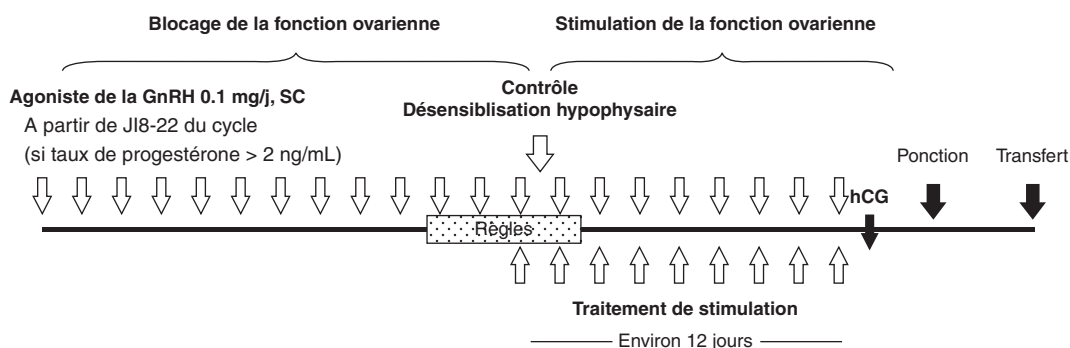 Blocage de la fonction ovarienne
Stimulation de la fonction ovarienne
Agoniste de la GnRH 0.1 mg/j, SC
A partir de JI8-22 du cycle
(si taux de progestérone > 2 ng/mL)
Contrôle
Désensiblisation hypophysaire
Ponction
Transfert
hCG
Règles
Traitement de stimulation
Environ 12 jours